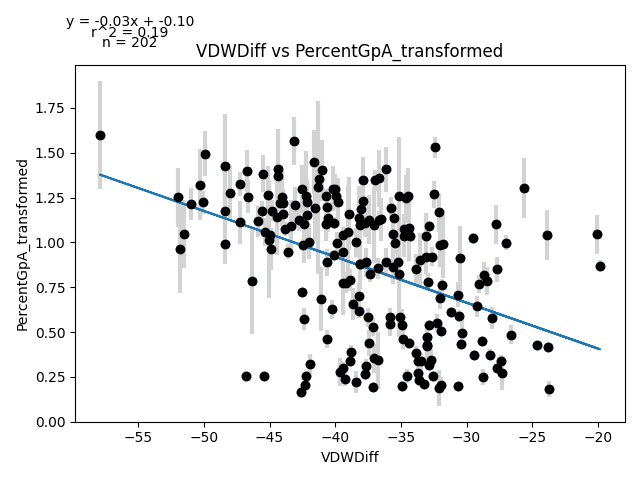 y = -0.03x + -0.10
r^2 = 0.19
n = 202
VDWDiff vs PercentGpA_transformed
PercentGpA_transformed
1.75
1.50
1.25
1.00
0.75
0.50
0.25
0.00
−55 −50 −45 −40 −35 −30 −25 −20
VDWDiff